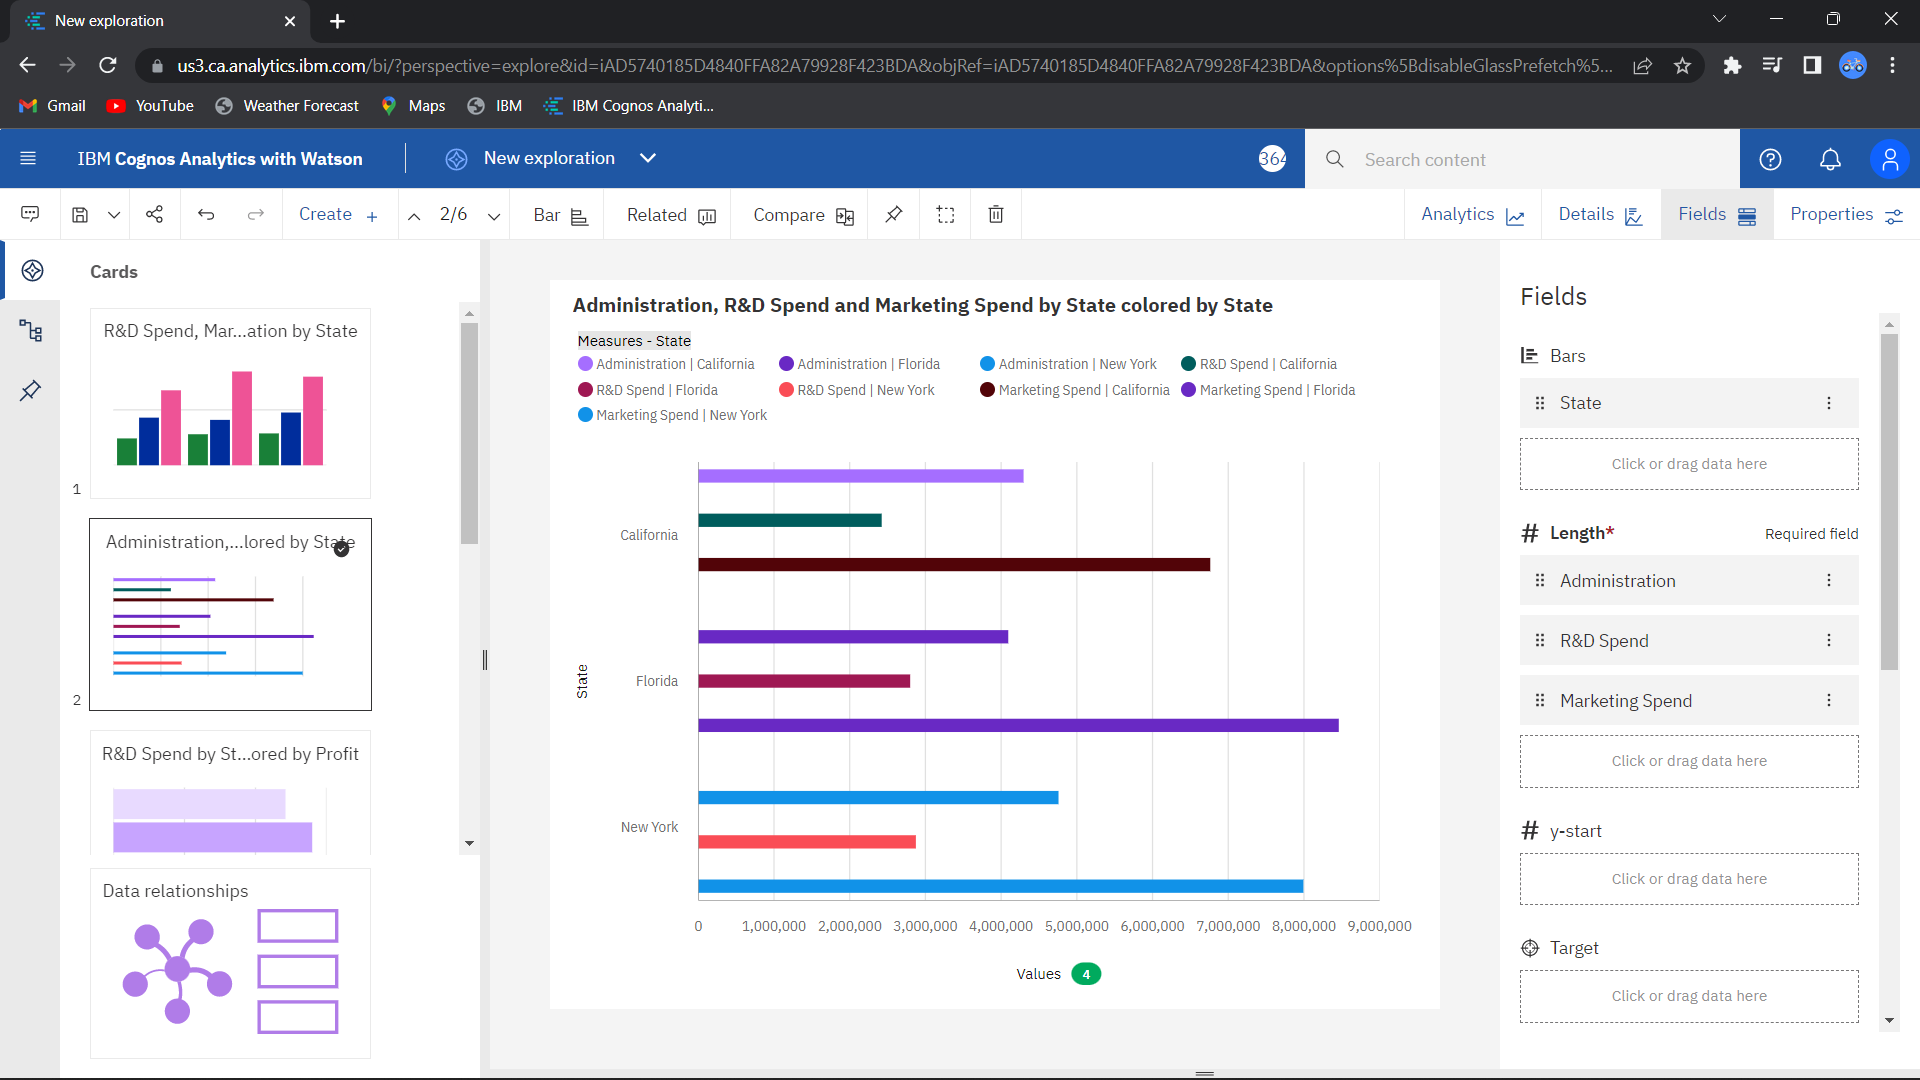 New exploration
us3.ca.analytics.ibm.com/bi/?perspective=explore&id=iAD5740185D4840FFA82A79928F423BDA&objRef=iAD5740185D4840FFA82A79928F423BDA&options%5BdisableGlassPrefetch%5...
Gmail YouTube Weather Forecast Maps IBM IBM Cognos Analyti...
IBM Cognos Analytics with Watson New exploration 364 Search content
Create 2/6 Bar Related Compare Analytics Details Fields Properties
Cards
R&D Spend, Mar...ation by State
1
Administration,...lored by State
2
R&D Spend by St...ored by Profit
Data relationships
Administration, R&D Spend and Marketing Spend by State colored by State
Measures - State
Administration | California Administration | Florida Administration | New York R&D Spend | California
R&D Spend | Florida R&D Spend | New York Marketing Spend | California Marketing Spend | Florida
Marketing Spend | New York
State
California
Florida
New York
0 1,000,000 2,000,000 3,000,000 4,000,000 5,000,000 6,000,000 7,000,000 8,000,000 9,000,000
Values 4
Fields
Bars
State
Click or drag data here
Length* Required field
Administration
R&D Spend
Marketing Spend
Click or drag data here
y-start
Click or drag data here
Target
Click or drag data here